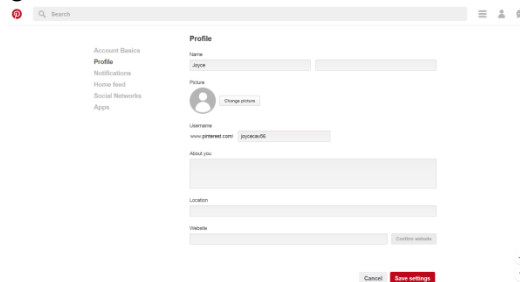 Search
Account Basics
Profile
Notifications
Home feed
Social Networks
Apps
Profile
Name
Joyce
Picture
Change picture
Username
www.pinterest.com/ joycecav56
About you
Location
Website
Confirm website
Cancel Save settings